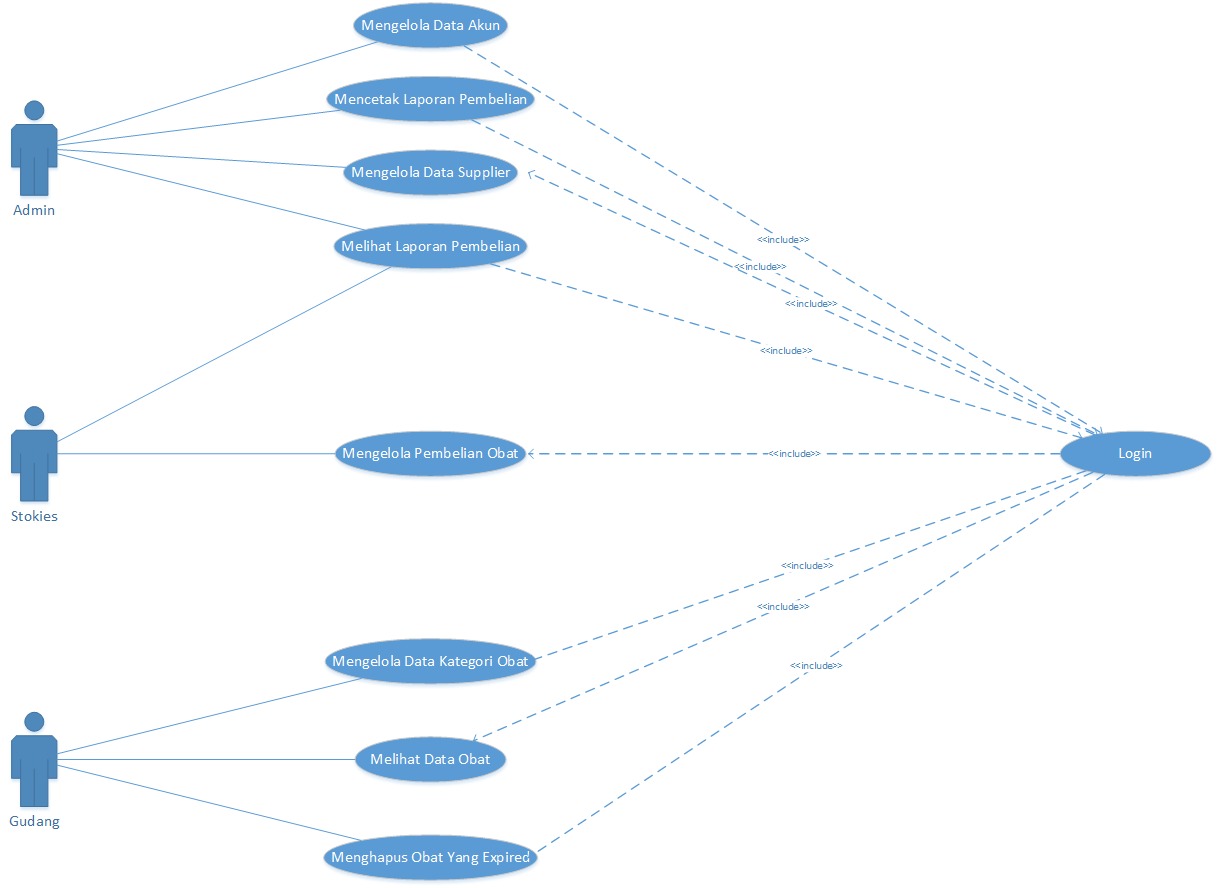 Mengelola Data Akun
Mencetak Laporan Pembelian
Mengelola Data Supplier
Admin
Melihat Laporan Pembelian
<<include>>
<<include>>
<<include>>
<<include>>
Mengelola Pembelian Obat
<<include>>
Login
Stokies
<<include>>
<<include>>
Mengelola Data Kategori Obat
<<include>>
Melihat Data Obat
Gudang
Menghapus Obat Yang Expired